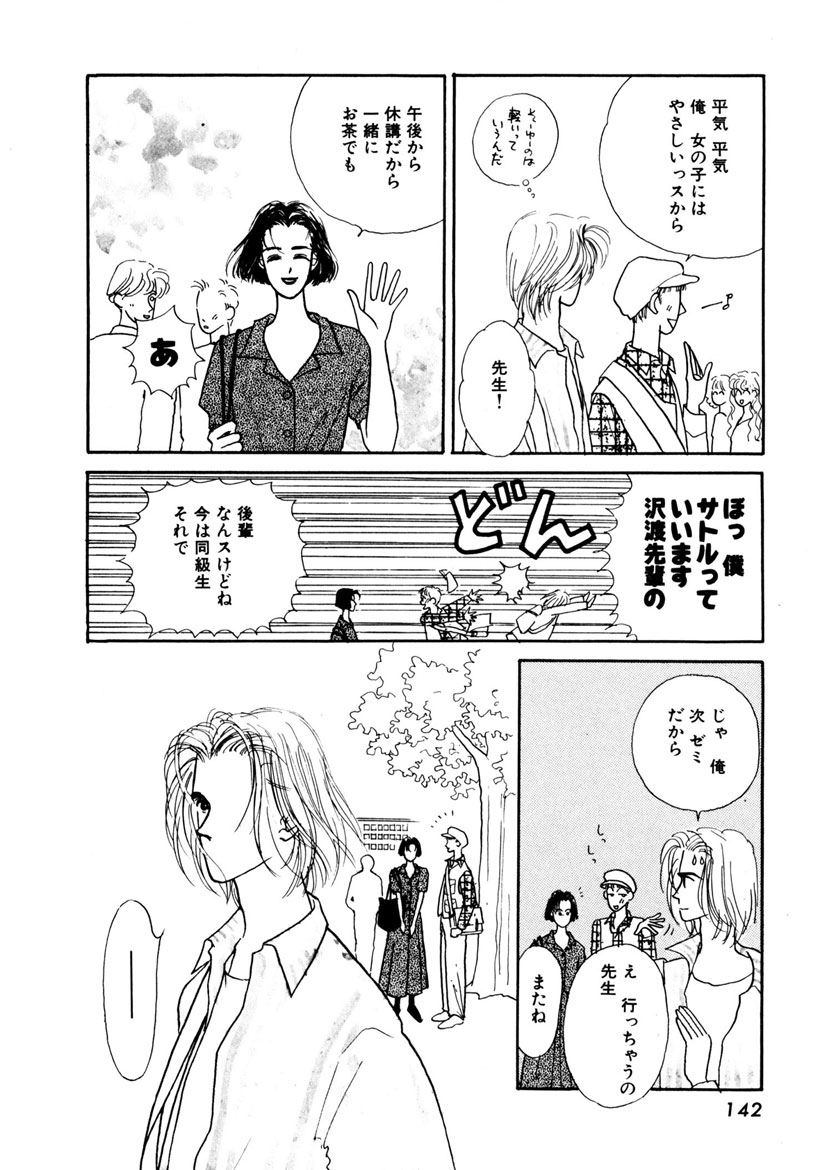 平気 平気
俺 女の子には
やさしいっスから
そーゆーのは
軽いって
いうんだ
先生!
午後から
休講だから
一緒に
お茶でも
あ
ぼっ 僕
サトルって
いいます
沢渡先輩の
どん
後輩
なんスけどね
今は同級生
それで
じゃ 俺
次 ゼミ
だから
しっ
しっ
え 行っちゃうの
先生
またね
―
142